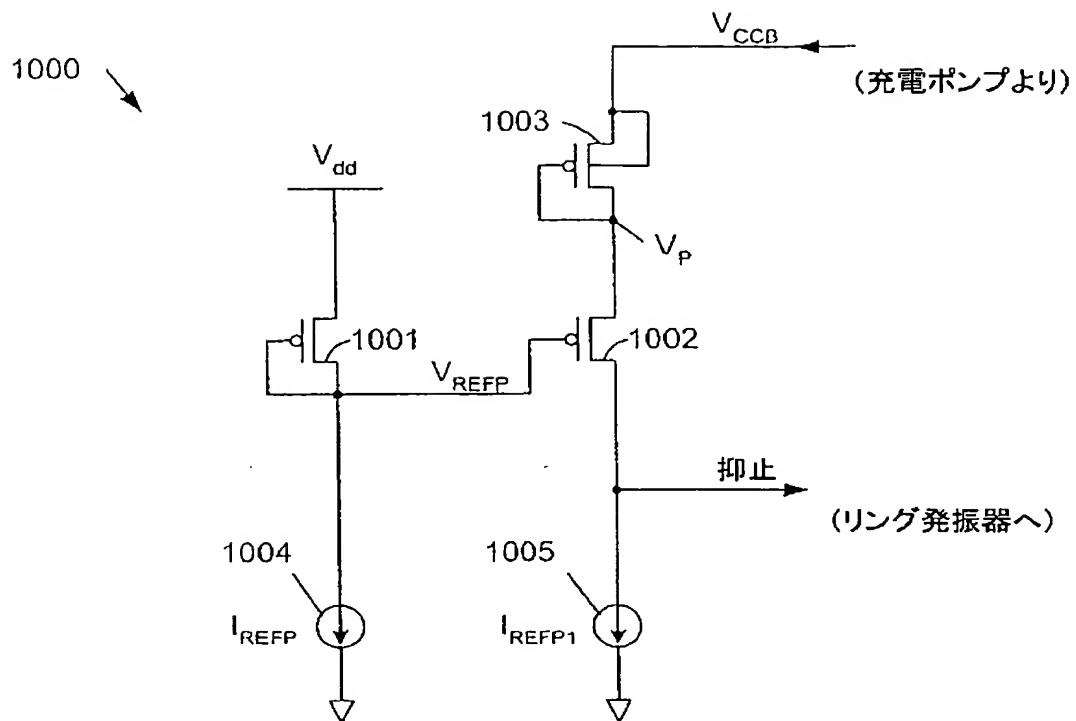 V_CCB
1000
(充電ポンプより)
1003
V_dd
V_P
1001
1002
V_REFP
抑止
(リング発振器へ)
1004
1005
I_REFP
I_REFP1